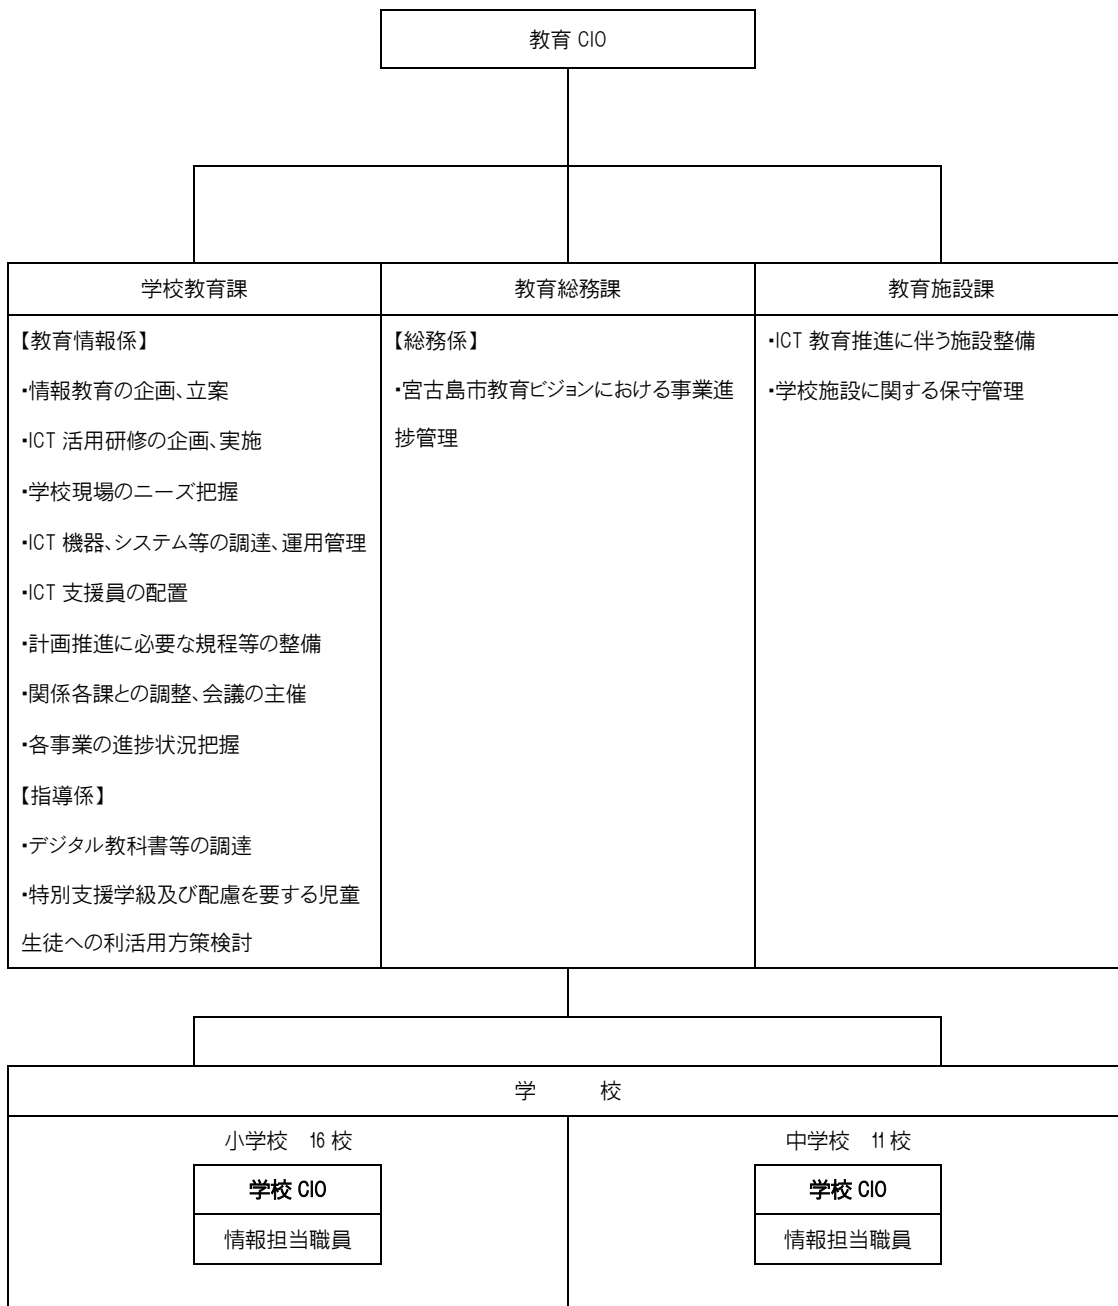 教育 CIO
学校教育課
【教育情報係】
・情報教育の企画、立案
・ICT 活用研修の企画、実施
・学校現場のニーズ把握
・ICT 機器、システム等の調達、運用管理
・ICT 支援員の配置
・計画推進に必要な規程等の整備
・関係各課との調整、会議の主催
・各事業の進捗状況把握
【指導係】
・デジタル教科書等の調達
・特別支援学級及び配慮を要する児童
生徒への利活用方策検討
教育総務課
【総務係】
・宮古島市教育ビジョンにおける事業進
捗管理
教育施設課
・ICT 教育推進に伴う施設整備
・学校施設に関する保守管理
学　　　校
小学校　16 校
学校 CIO
情報担当職員
中学校　11 校
学校 CIO
情報担当職員